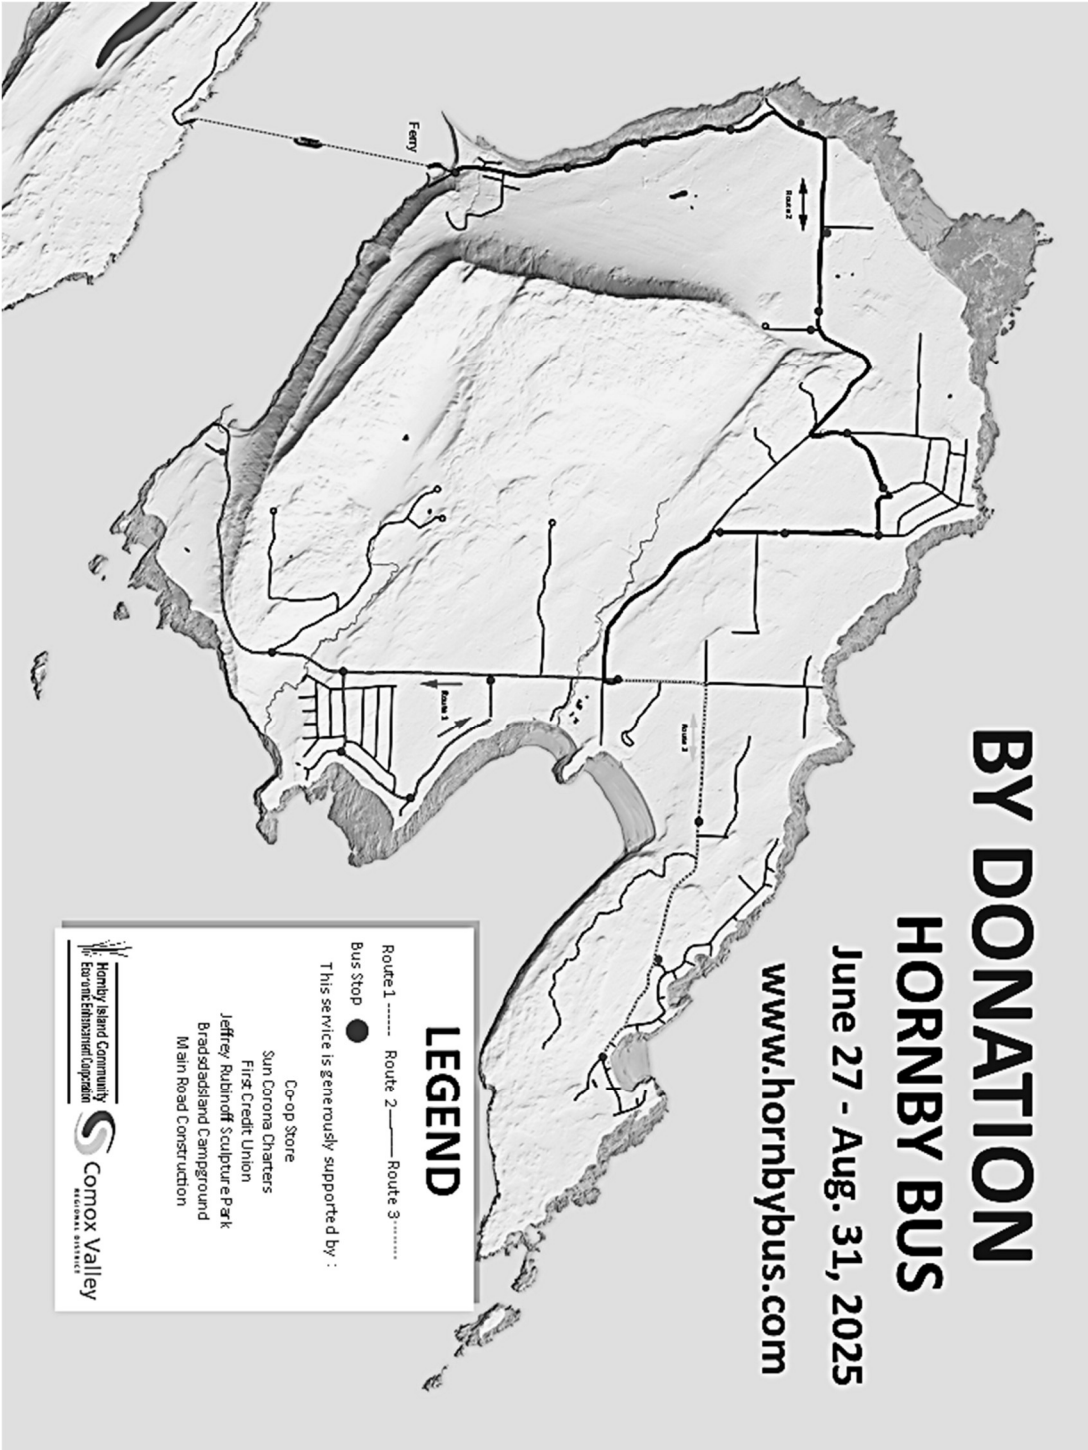 BY DONATION
HORNBY BUS
June 27 - Aug. 31, 2025
www.hornbybus.com
Ferry
Route 2
Route 3
LEGEND
Route 1 ------ Route 2—— Route 3········
Bus Stop
This service is generously supported by :
Co-op Store
Sun Corona Charters
First Credit Union
Jeffrey Rubinoff Sculpture Park
Bradsdadsland Campground
Main Road Construction
Hornby Island Community
Economic Enhancement Corporation
Comox Valley
REGIONAL DISTRICT